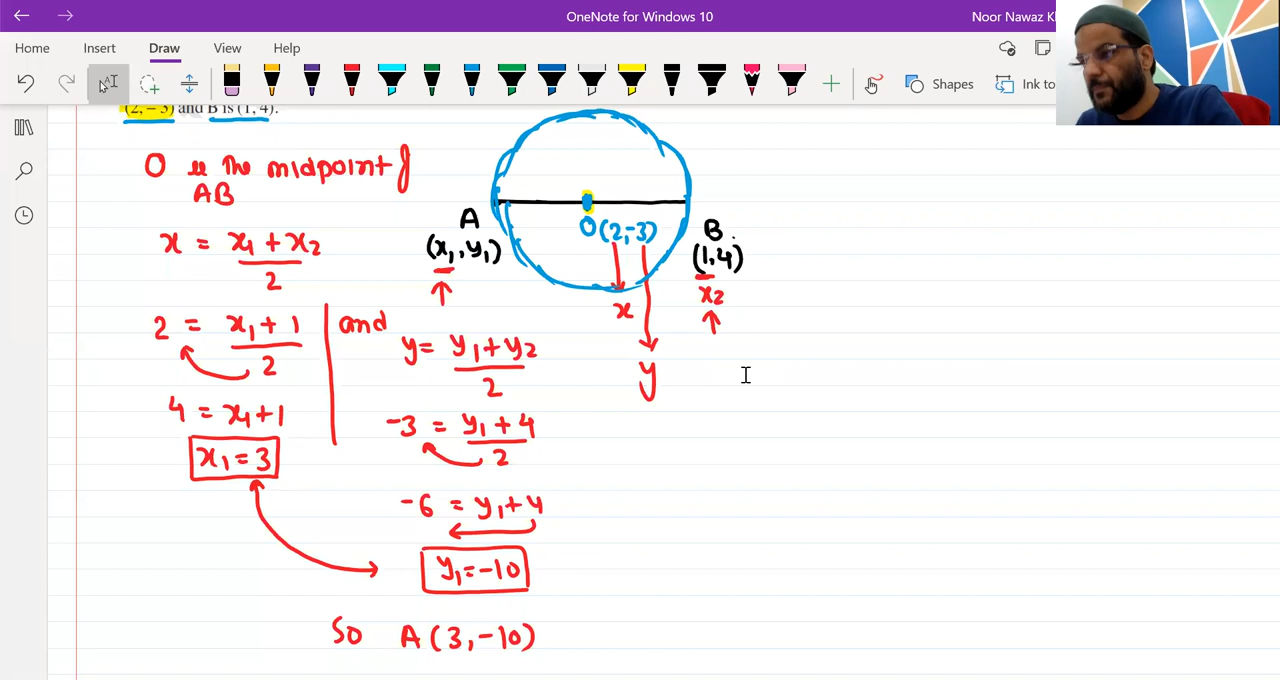 OneNote for Windows 10
Noor Nawaz Kh
Home Insert Draw View Help
Shapes
Ink to
(2, – 3) and B is (1, 4).
O is the midpoint of
AB
x = x₁ + x₂ / 2
2 = x₁ + 1 / 2
4 = x₁ + 1
x₁ = 3
and
y = y₁ + y₂ / 2
-3 = y₁ + 4 / 2
-6 = y₁ + 4
y₁ = -10
So A (3, -10)
A
(x₁, y₁)
O (2, -3)
B
(1, 4)
x
x₂
y